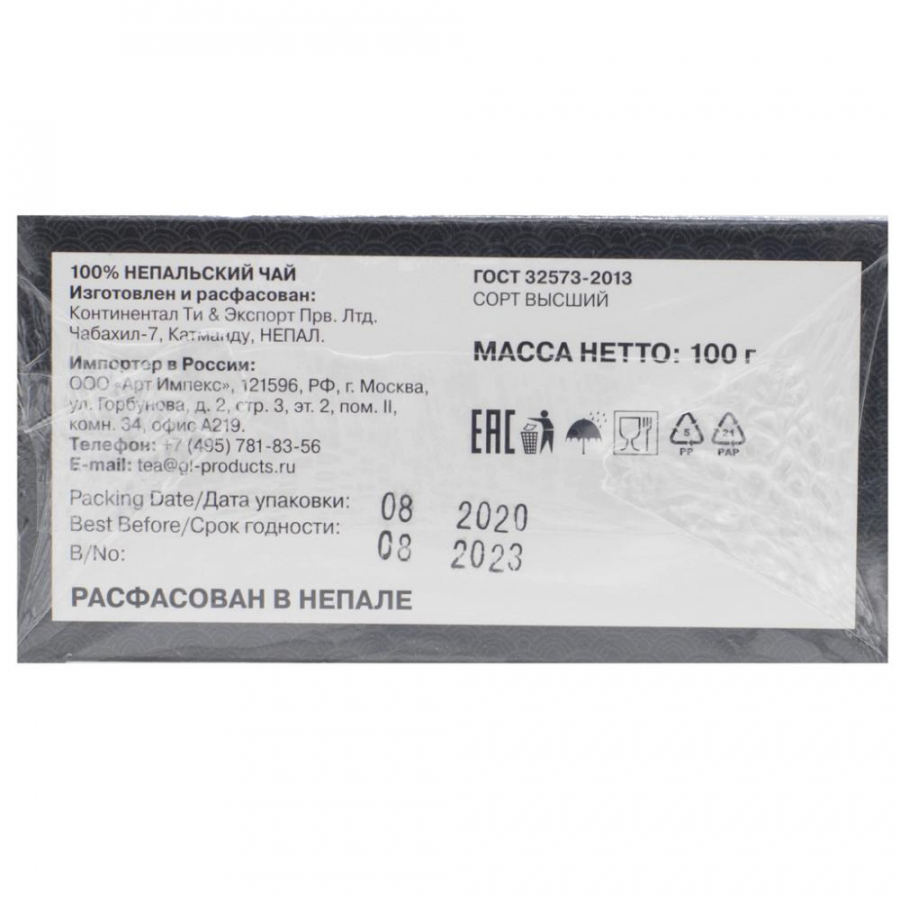 100% НЕПАЛЬСКИЙ ЧАЙ
Изготовлен и расфасован:
Континентал Ти & Экспорт Прв. Лтд.
Чабахил-7, Катманду, НЕПАЛ.
Импортор в России:
ООО «Арт Импекс», 121596, РФ, г. Москва,
ул. Горбунова, д. 2, стр. 3, эт. 2, пом. II,
комн. 34, офис А219.
Телефон: +7 (495) 781-83-56
E-mail: tea@gl-products.ru
Packing Date/Дата упаковки: 08 2020
Best Before/Срок годности: 08 2023
B/No:
РАСФАСОВАН В НЕПАЛЕ
ГОСТ 32573-2013
СОРТ ВЫСШИЙ
МАССА НЕТТО: 100 г
EAC
5
PP
21
PAP